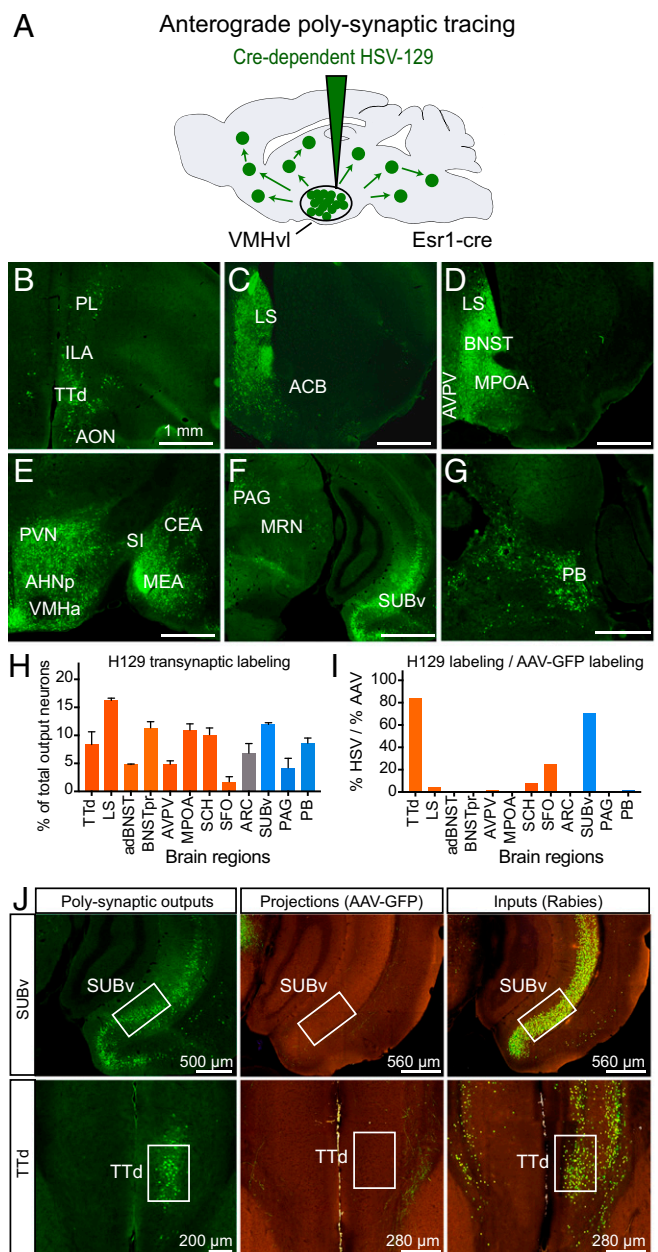 A
Anterograde poly-synaptic tracing
Cre-dependent HSV-129
VMHvl
Esr1-cre
B
PL
ILA
TTd
AON
1 mm
C
LS
ACB
D
LS
BNST
AVPV
MPOA
E
PVN
CEA
SI
AHNp
MEA
VMHa
F
PAG
MRN
SUBv
G
PB
H
H129 transynaptic labeling
% of total output neurons
20
15
10
5
0
TTd
LS
adBNST
BNSTpr
AVPV
MPOA
SCH
SFO
ARC
SUBv
PAG
PB
Brain regions
I
H129 labeling / AAV-GFP labeling
% HSV / % AAV
100
80
60
40
20
0
TTd
LS
adBNST
BNSTpr
AVPV
MPOA
SCH
SFO
ARC
SUBv
PAG
PB
Brain regions
J
Poly-synaptic outputs
Projections (AAV-GFP)
Inputs (Rabies)
SUBv
SUBv
500 µm
SUBv
560 µm
SUBv
560 µm
TTd
TTd
200 µm
TTd
280 µm
TTd
280 µm